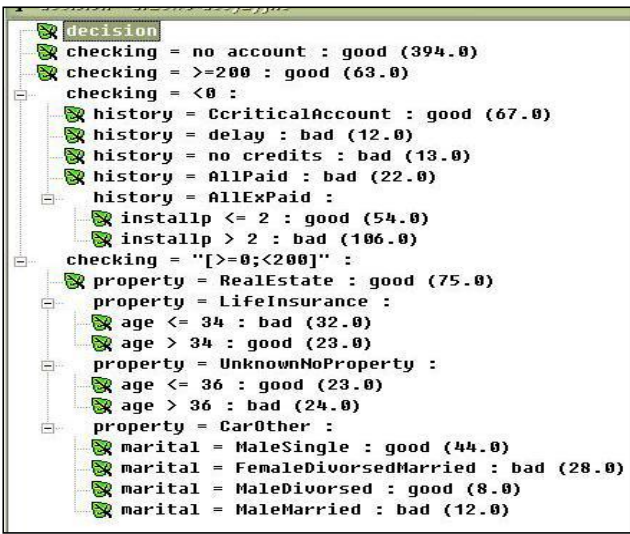 decision
checking = no account : good (394.0)
checking = >=200 : good (63.0)
checking = <0 :
history = CcriticalAccount : good (67.0)
history = delay : bad (12.0)
history = no credits : bad (13.0)
history = AllPaid : bad (22.0)
history = AllExPaid :
installp <= 2 : good (54.0)
installp > 2 : bad (106.0)
checking = "[>=0;<200]" :
property = RealEstate : good (75.0)
property = LifeInsurance :
age <= 34 : bad (32.0)
age > 34 : good (23.0)
property = UnknownNoProperty :
age <= 36 : good (23.0)
age > 36 : bad (24.0)
property = CarOther :
marital = MaleSingle : good (44.0)
marital = FemaleDivorsedMarried : bad (28.0)
marital = MaleDivorsed : good (8.0)
marital = MaleMarried : bad (12.0)